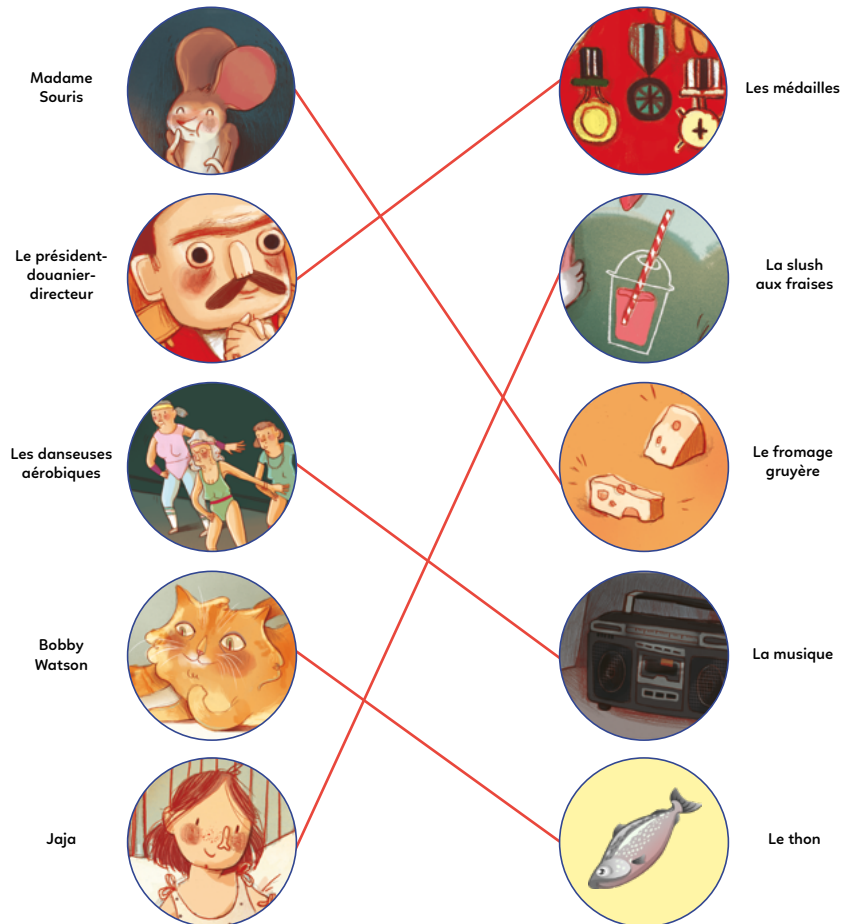 Madame
Souris
Les médailles
Le président-
douanier-
directeur
La slush
aux fraises
Les danseuses
aérobiques
Le fromage
gruyère
Bobby
Watson
La musique
Jaja
Le thon